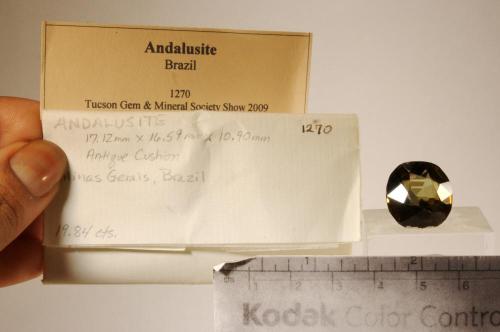 Andalusite
Brazil
1270
Tucson Gem & Mineral Society Show 2009
ANDALUSITE 1270
17.12mm x 16.59mm x 10.90mm
Antique Cushion
Minas Gerais, Brazil
19.84 cts.
1 2 3 4 5 6
Kodak Color Contro